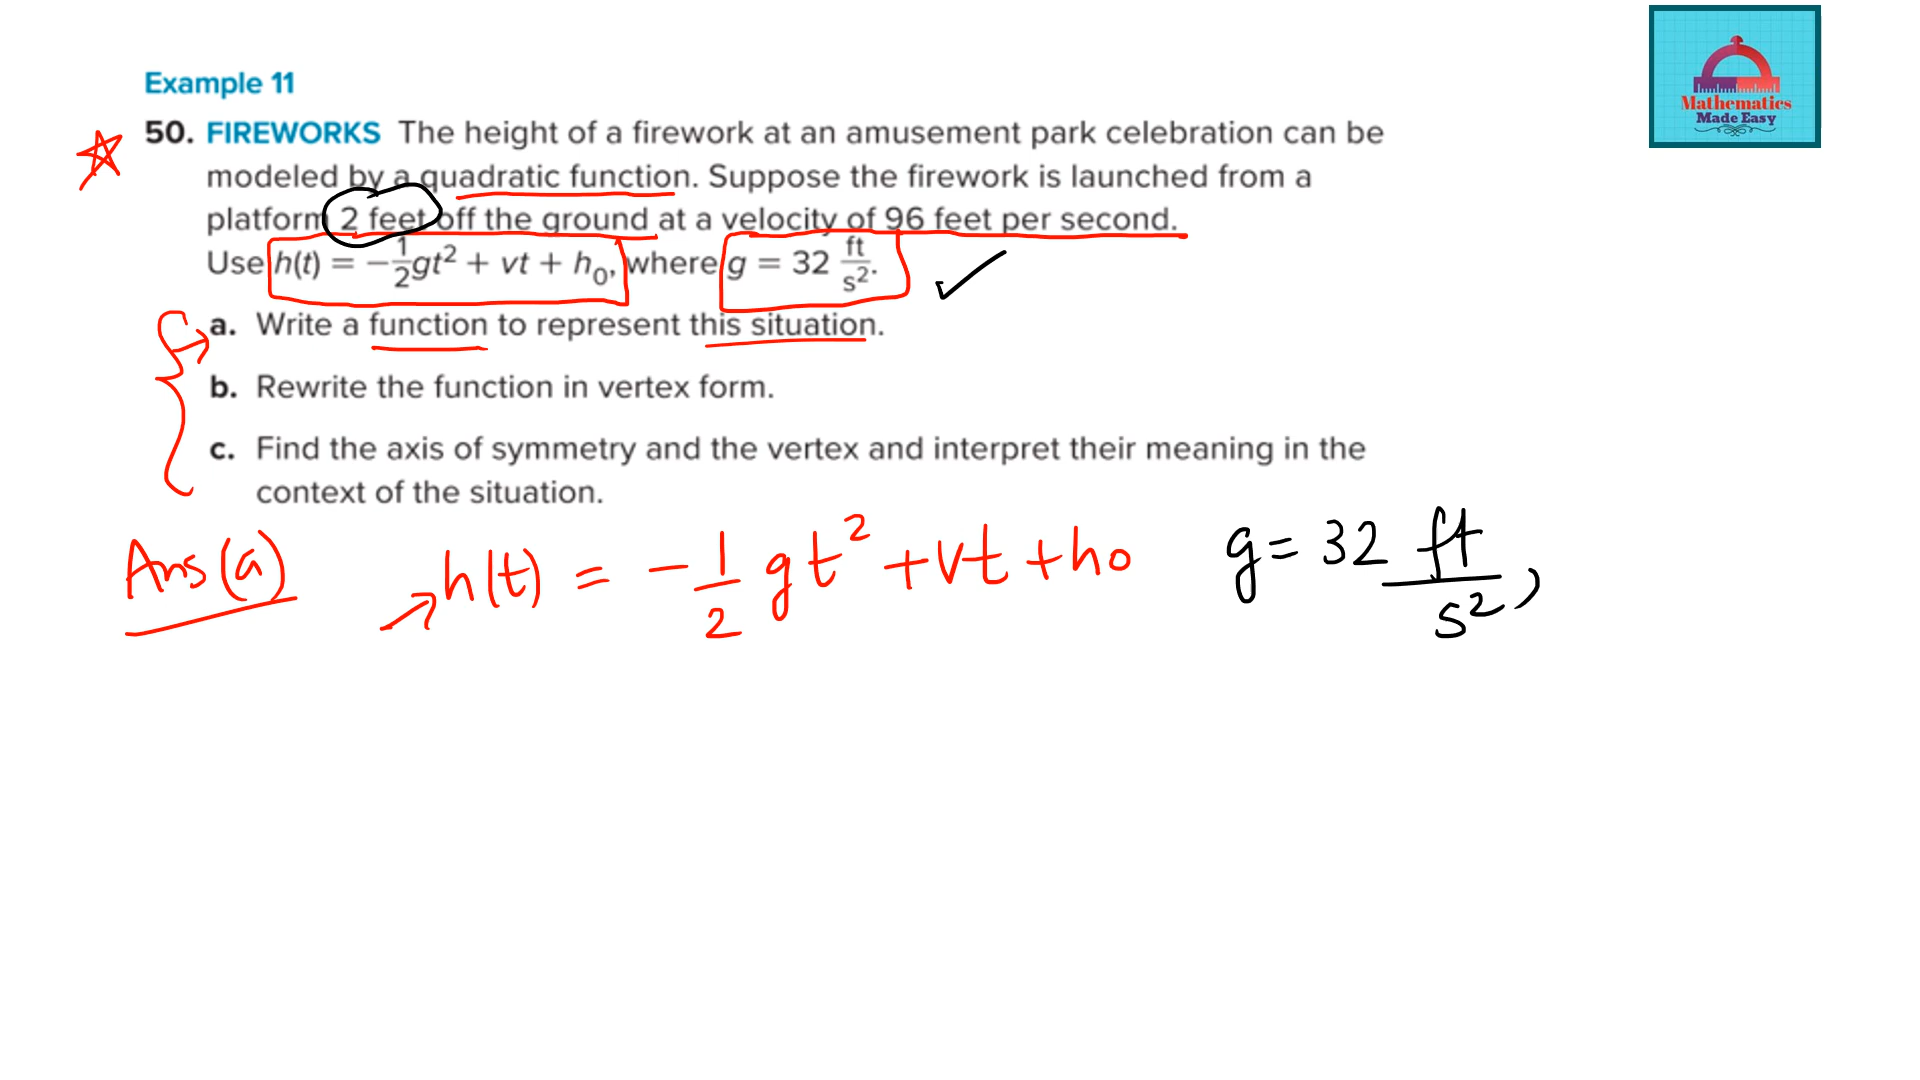 Example 11
50. FIREWORKS The height of a firework at an amusement park celebration can be
modeled by a quadratic function. Suppose the firework is launched from a
platform 2 feet off the ground at a velocity of 96 feet per second.
Use h(t) = −1/2gt² + vt + h₀, where g = 32 ft/s².
a. Write a function to represent this situation.
b. Rewrite the function in vertex form.
c. Find the axis of symmetry and the vertex and interpret their meaning in the
context of the situation.
Ans(a) h(t) = −1/2 gt² + vt + h0 g = 32 ft/s²,
Mathematics
Made Easy